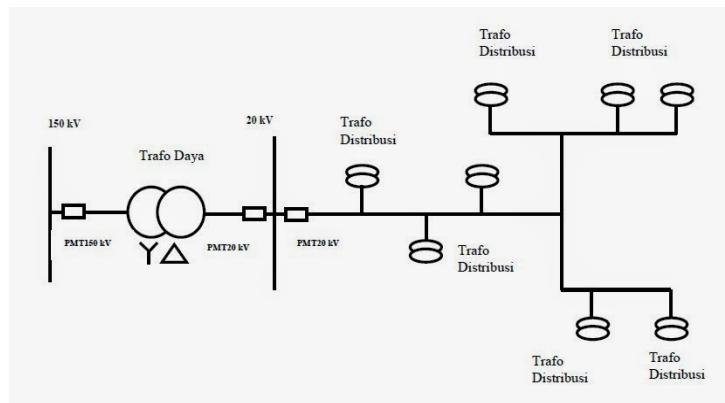 Trafo
Distribusi
Trafo
Distribusi
150 kV
20 kV
Trafo
Distribusi
Trafo Daya
PMT150 kV
PMT20 kV
PMT20 kV
Trafo
Distribusi
Trafo
Distribusi
Trafo
Distribusi